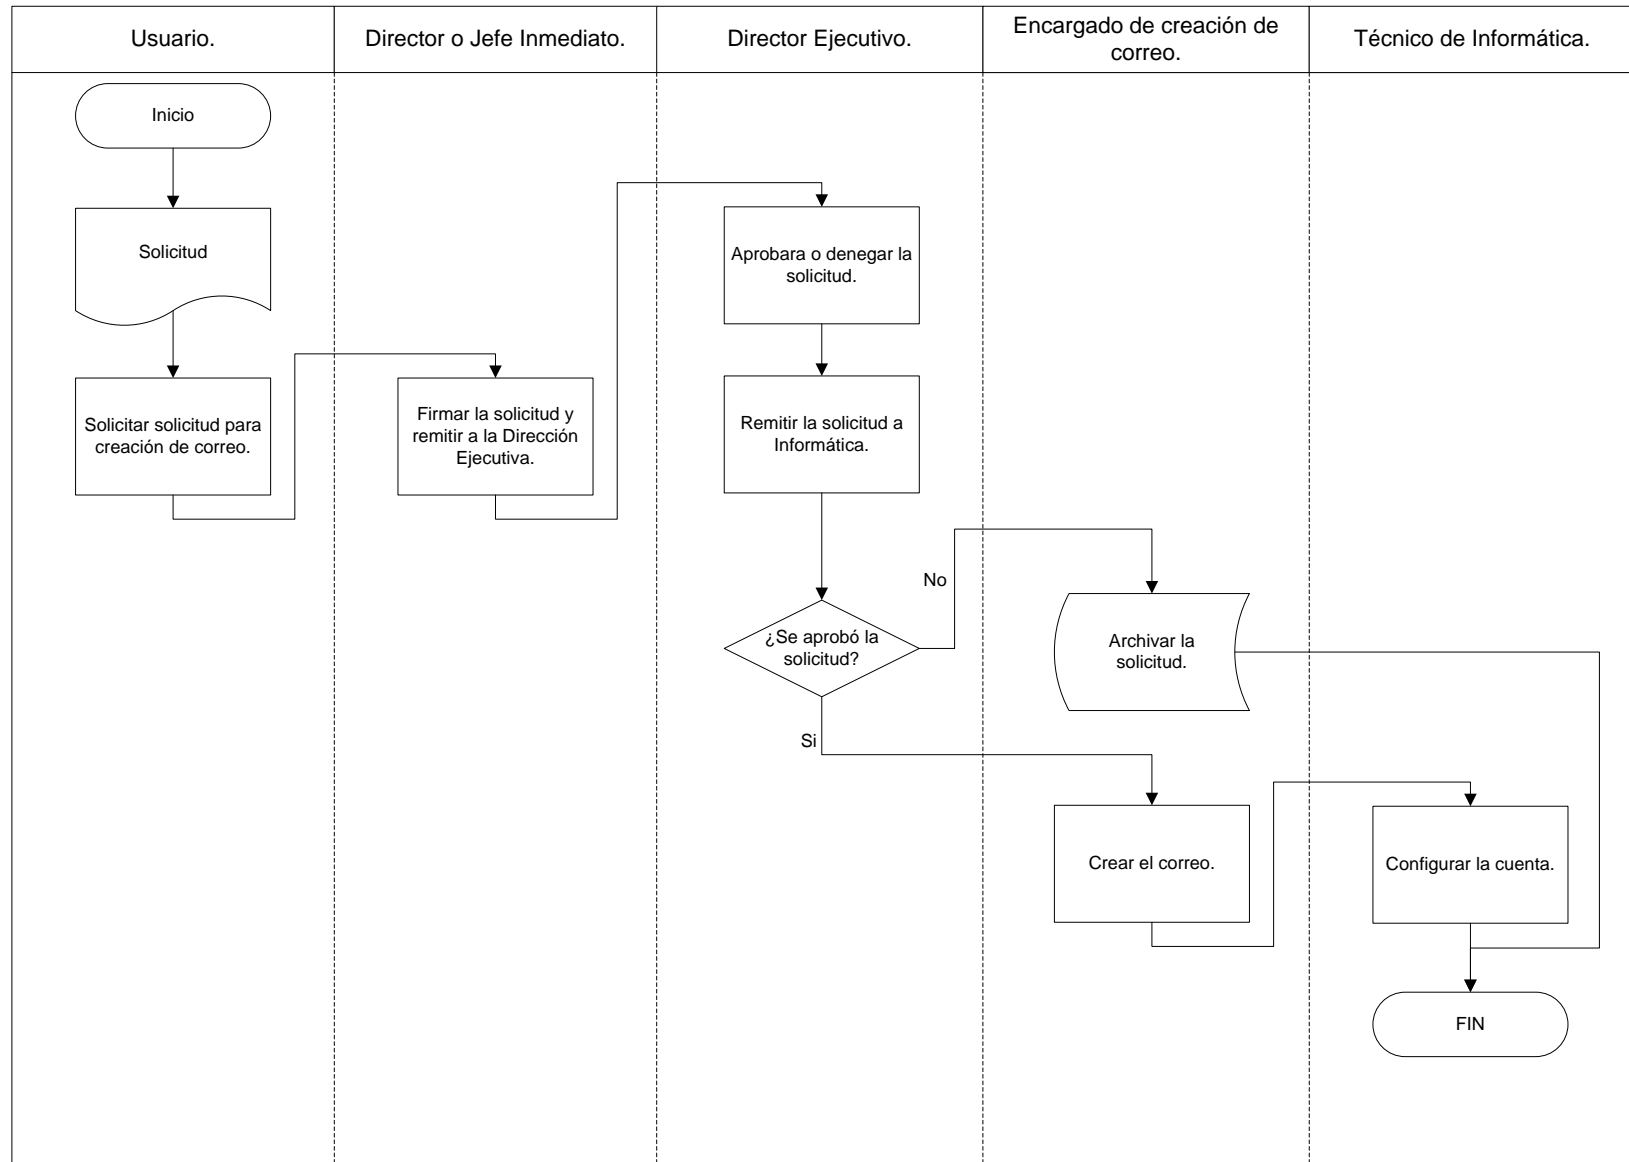 Usuario.
Director o Jefe Inmediato.
Director Ejecutivo.
Encargado de creación de
correo.
Técnico de Informática.
Inicio
Solicitud
Solicitar solicitud para
creación de correo.
Firmar la solicitud y
remitir a la Dirección
Ejecutiva.
Aprobara o denegar la
solicitud.
Remitir la solicitud a
Informática.
¿Se aprobó la
solicitud?
No
Si
Archivar la
solicitud.
Crear el correo.
Configurar la cuenta.
FIN